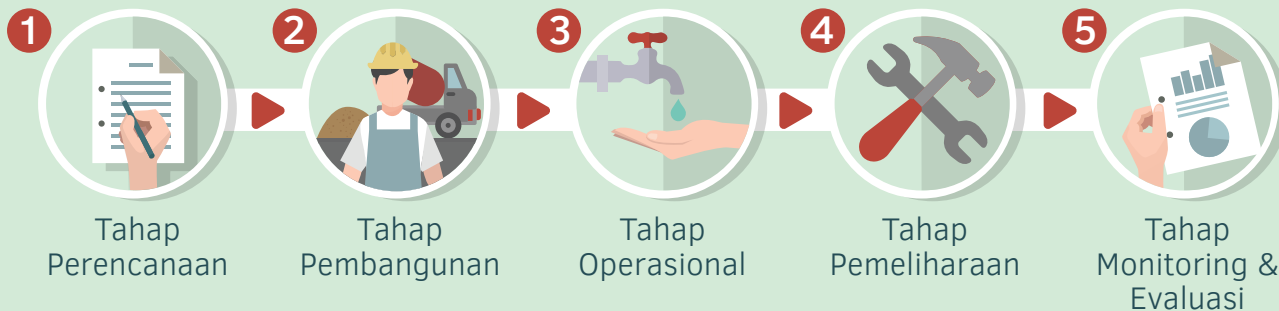 1
Tahap
Perencanaan
2
Tahap
Pembangunan
3
Tahap
Operasional
4
Tahap
Pemeliharaan
5
Tahap
Monitoring &
Evaluasi